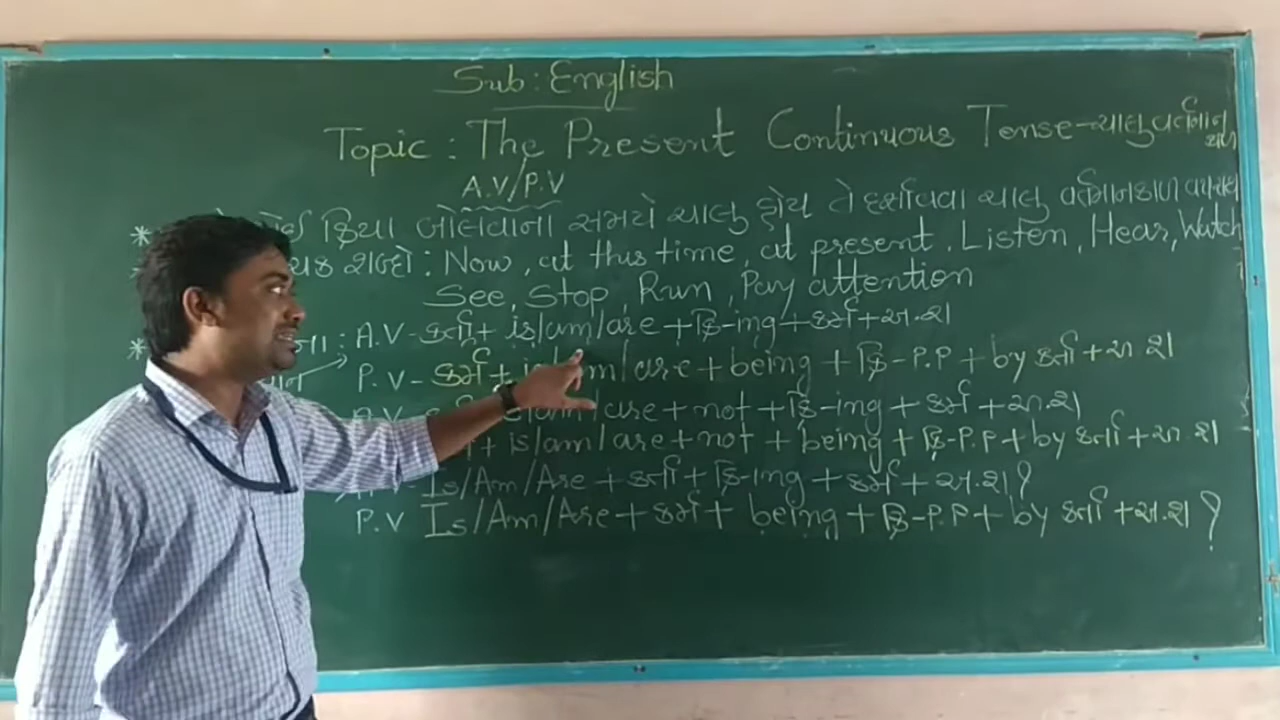 Sub : English
Topic : The Present Continuous Tense - ચાલુ વર્તમાન કાળ
A.V/P.V
* ક્રિયા બોલવાના સમયે ચાલુ હોય તે દર્શાવવા ચાલુ વર્તમાનકાળ
શબ્દો : Now, at this time, at present, Listen, Hear, Watch
See, Stop, Run, Pay attention
* : A.V - કર્તા + is/am/are + ક્રિ-ing + કર્મ + અ.શ
P.V - કર્મ + is/am/are + being + ક્રિ-P.P + by કર્તા + અ શ
/am/are + not + ક્રિ-ing + કર્મ + અ.શ
+ is/am/are + not + being + ક્રિ-P.P + by કર્તા + અ શ
Is/Am/Are + કર્તા + ક્રિ-ing + કર્મ + અ.શ ?
P.V Is/Am/Are + કર્મ + being + ક્રિ-P.P + by કર્તા + અ.શ ?